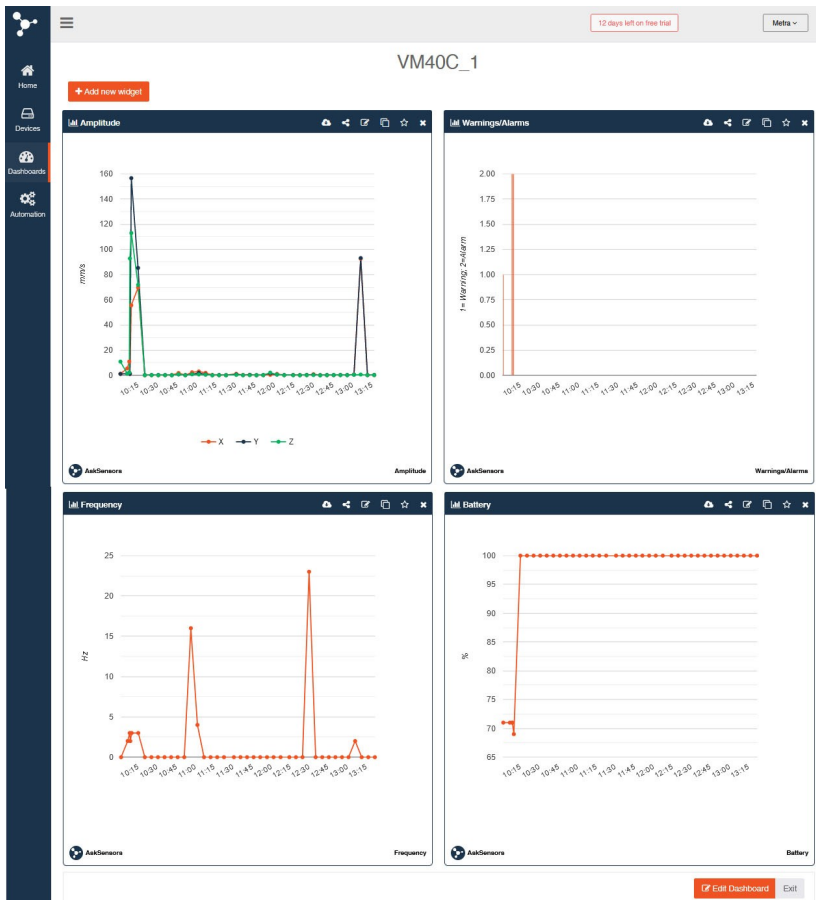 12 days left on free trial
Metra
VM40C_1
Home
Devices
Dashboards
Automation
+ Add new widget
Amplitude
160
140
120
100
80
60
40
20
0
mm/s
10:15 10:30 10:45 11:00 11:15 11:30 11:45 12:00 12:15 12:30 12:45 13:00 13:15
X Y Z
AskSensors
Amplitude
Warnings/Alarms
2.00
1.75
1.50
1.25
1.00
0.75
0.50
0.25
0.00
1= Warning; 2=Alarm
10:15 10:30 10:45 11:00 11:15 11:30 11:45 12:00 12:15 12:30 12:45 13:00 13:15
AskSensors
Warnings/Alarms
Frequency
25
20
15
10
5
0
Hz
10:15 10:30 10:45 11:00 11:15 11:30 11:45 12:00 12:15 12:30 12:45 13:00 13:15
AskSensors
Frequency
Battery
100
95
90
85
80
75
70
65
%
10:15 10:30 10:45 11:00 11:15 11:30 11:45 12:00 12:15 12:30 12:45 13:00 13:15
AskSensors
Battery
Edit Dashboard
Exit